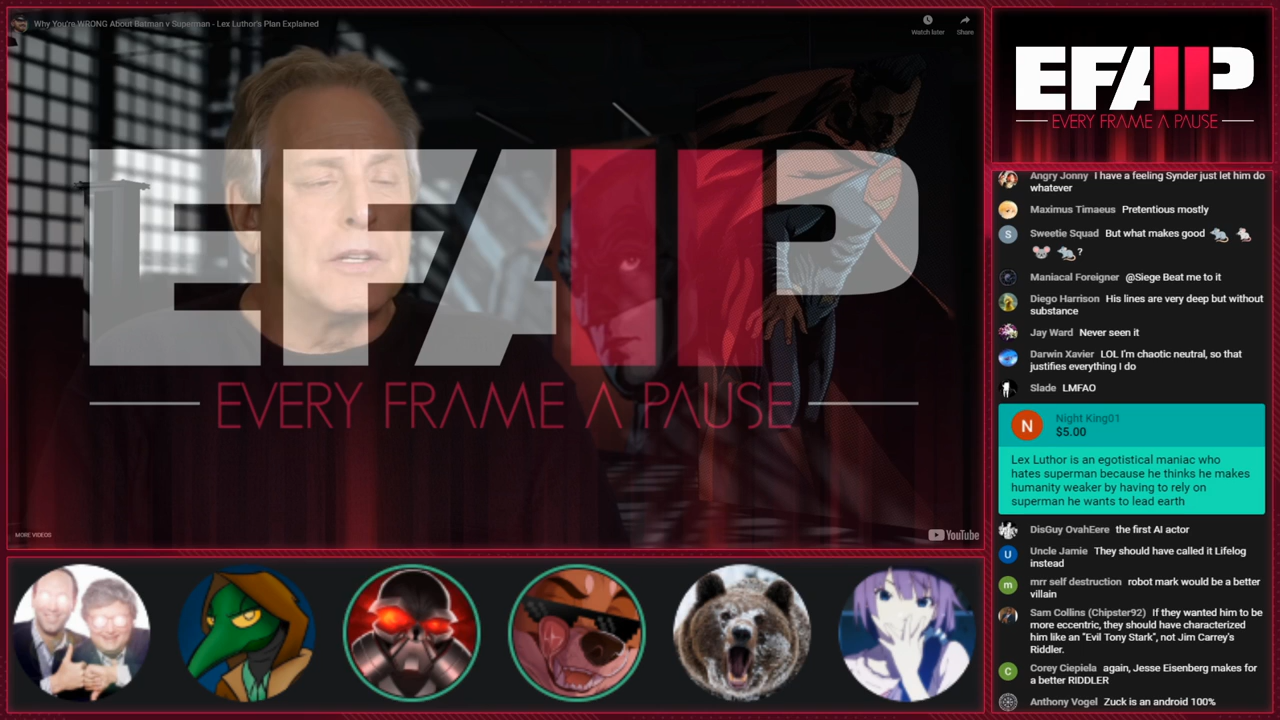 Why You're WRONG About Batman v Superman - Lex Luthor's Plan Explained
Watch later
Share
EFAP
EVERY FRAME A PAUSE
MORE VIDEOS
YouTube
EFAP
EVERY FRAME A PAUSE
Angry Jonny I have a feeling Synder just let him do
whatever
Maximus Timaeus Pretentious mostly
S
Sweetie Squad But what makes good
?
Maniacal Foreigner @Siege Beat me to it
Diego Harrison His lines are very deep but without
substance
Jay Ward Never seen it
Darwin Xavier LOL I'm chaotic neutral, so that
justifies everything I do
Slade LMFAO
N
Night King01
$5.00
Lex Luthor is an egotistical maniac who
hates superman because he thinks he makes
humanity weaker by having to rely on
superman he wants to lead earth
DisGuy OvahEere the first AI actor
U
Uncle Jamie They should have called it Lifelog
instead
m
mrr self destruction robot mark would be a better
villain
Sam Collins (Chipster92) If they wanted him to be
more eccentric, they should have characterized
him like an "Evil Tony Stark", not Jim Carrey's
Riddler.
C
Corey Ciepiela again, Jesse Eisenberg makes for
a better RIDDLER
Anthony Vogel Zuck is an android 100%